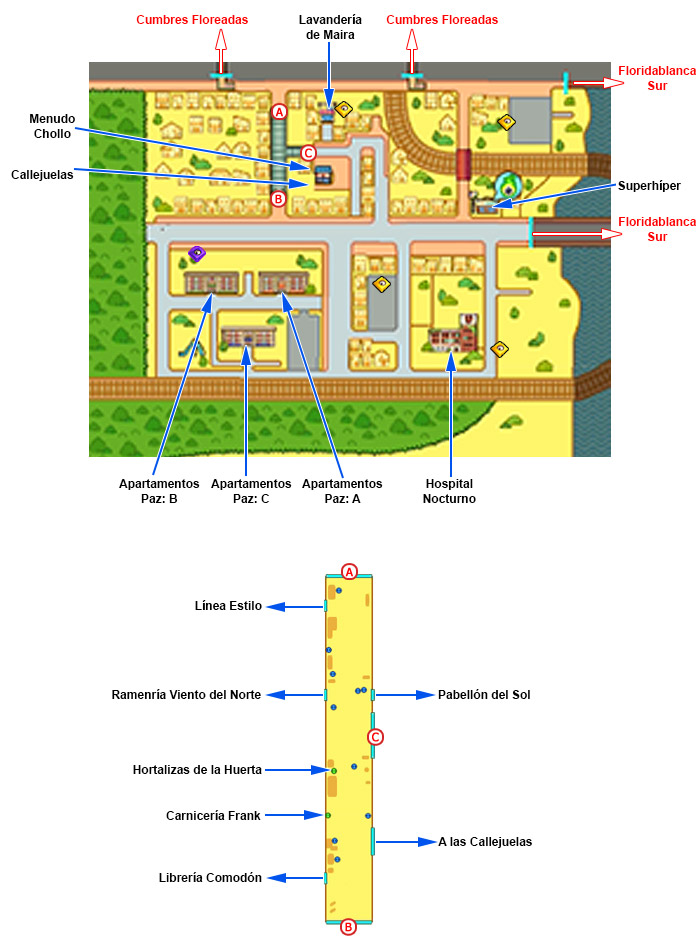 Cumbres Floreadas
Lavandería
de Maira
Cumbres Floreadas
Floridablanca
Sur
Menudo
Chollo
A
C
Callejuelas
B
Superhíper
Floridablanca
Sur
Apartamentos
Paz: B
Apartamentos
Paz: C
Apartamentos
Paz: A
Hospital
Nocturno
A
Línea Estilo
Ramenría Viento del Norte
Pabellón del Sol
C
Hortalizas de la Huerta
Carnicería Frank
A las Callejuelas
Librería Comodón
B